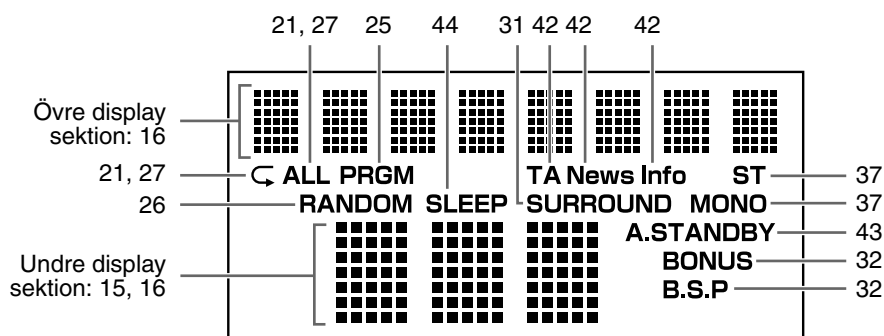 21, 27 25 44 31 42 42 42
Övre display
sektion: 16
21, 27 ALL PRGM TA News Info ST 37
26 RANDOM SLEEP SURROUND MONO 37
A.STANDBY 43
Undre display
sektion: 15, 16
BONUS 32
B.S.P 32